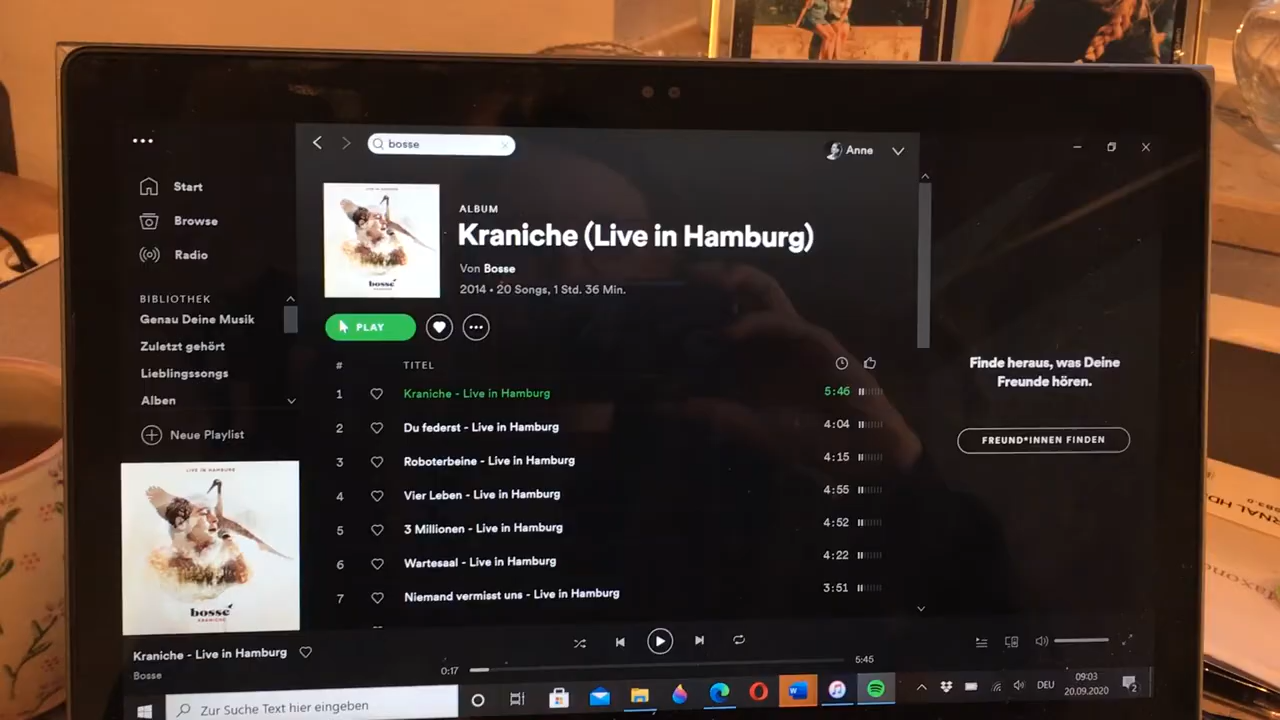 bosse
Anne
Start
Browse
Radio
BIBLIOTHEK
Genau Deine Musik
Zuletzt gehört
Lieblingssongs
Alben
Neue Playlist
LIVE IN HAMBURG
bosse
KRANICHE
Kraniche - Live in Hamburg
Bosse
bosse
ALBUM
Kraniche (Live in Hamburg)
Von Bosse
2014 • 20 Songs, 1 Std. 36 Min.
PLAY
# TITEL
1 Kraniche - Live in Hamburg 5:46
2 Du federst - Live in Hamburg 4:04
3 Roboterbeine - Live in Hamburg 4:15
4 Vier Leben - Live in Hamburg 4:55
5 3 Millionen - Live in Hamburg 4:52
6 Wartesaal - Live in Hamburg 4:22
7 Niemand vermisst uns - Live in Hamburg 3:51
Finde heraus, was Deine
Freunde hören.
FREUND*INNEN FINDEN
0:17 5:45
Zur Suche Text hier eingeben
DEU
09:03
20.09.2020
2